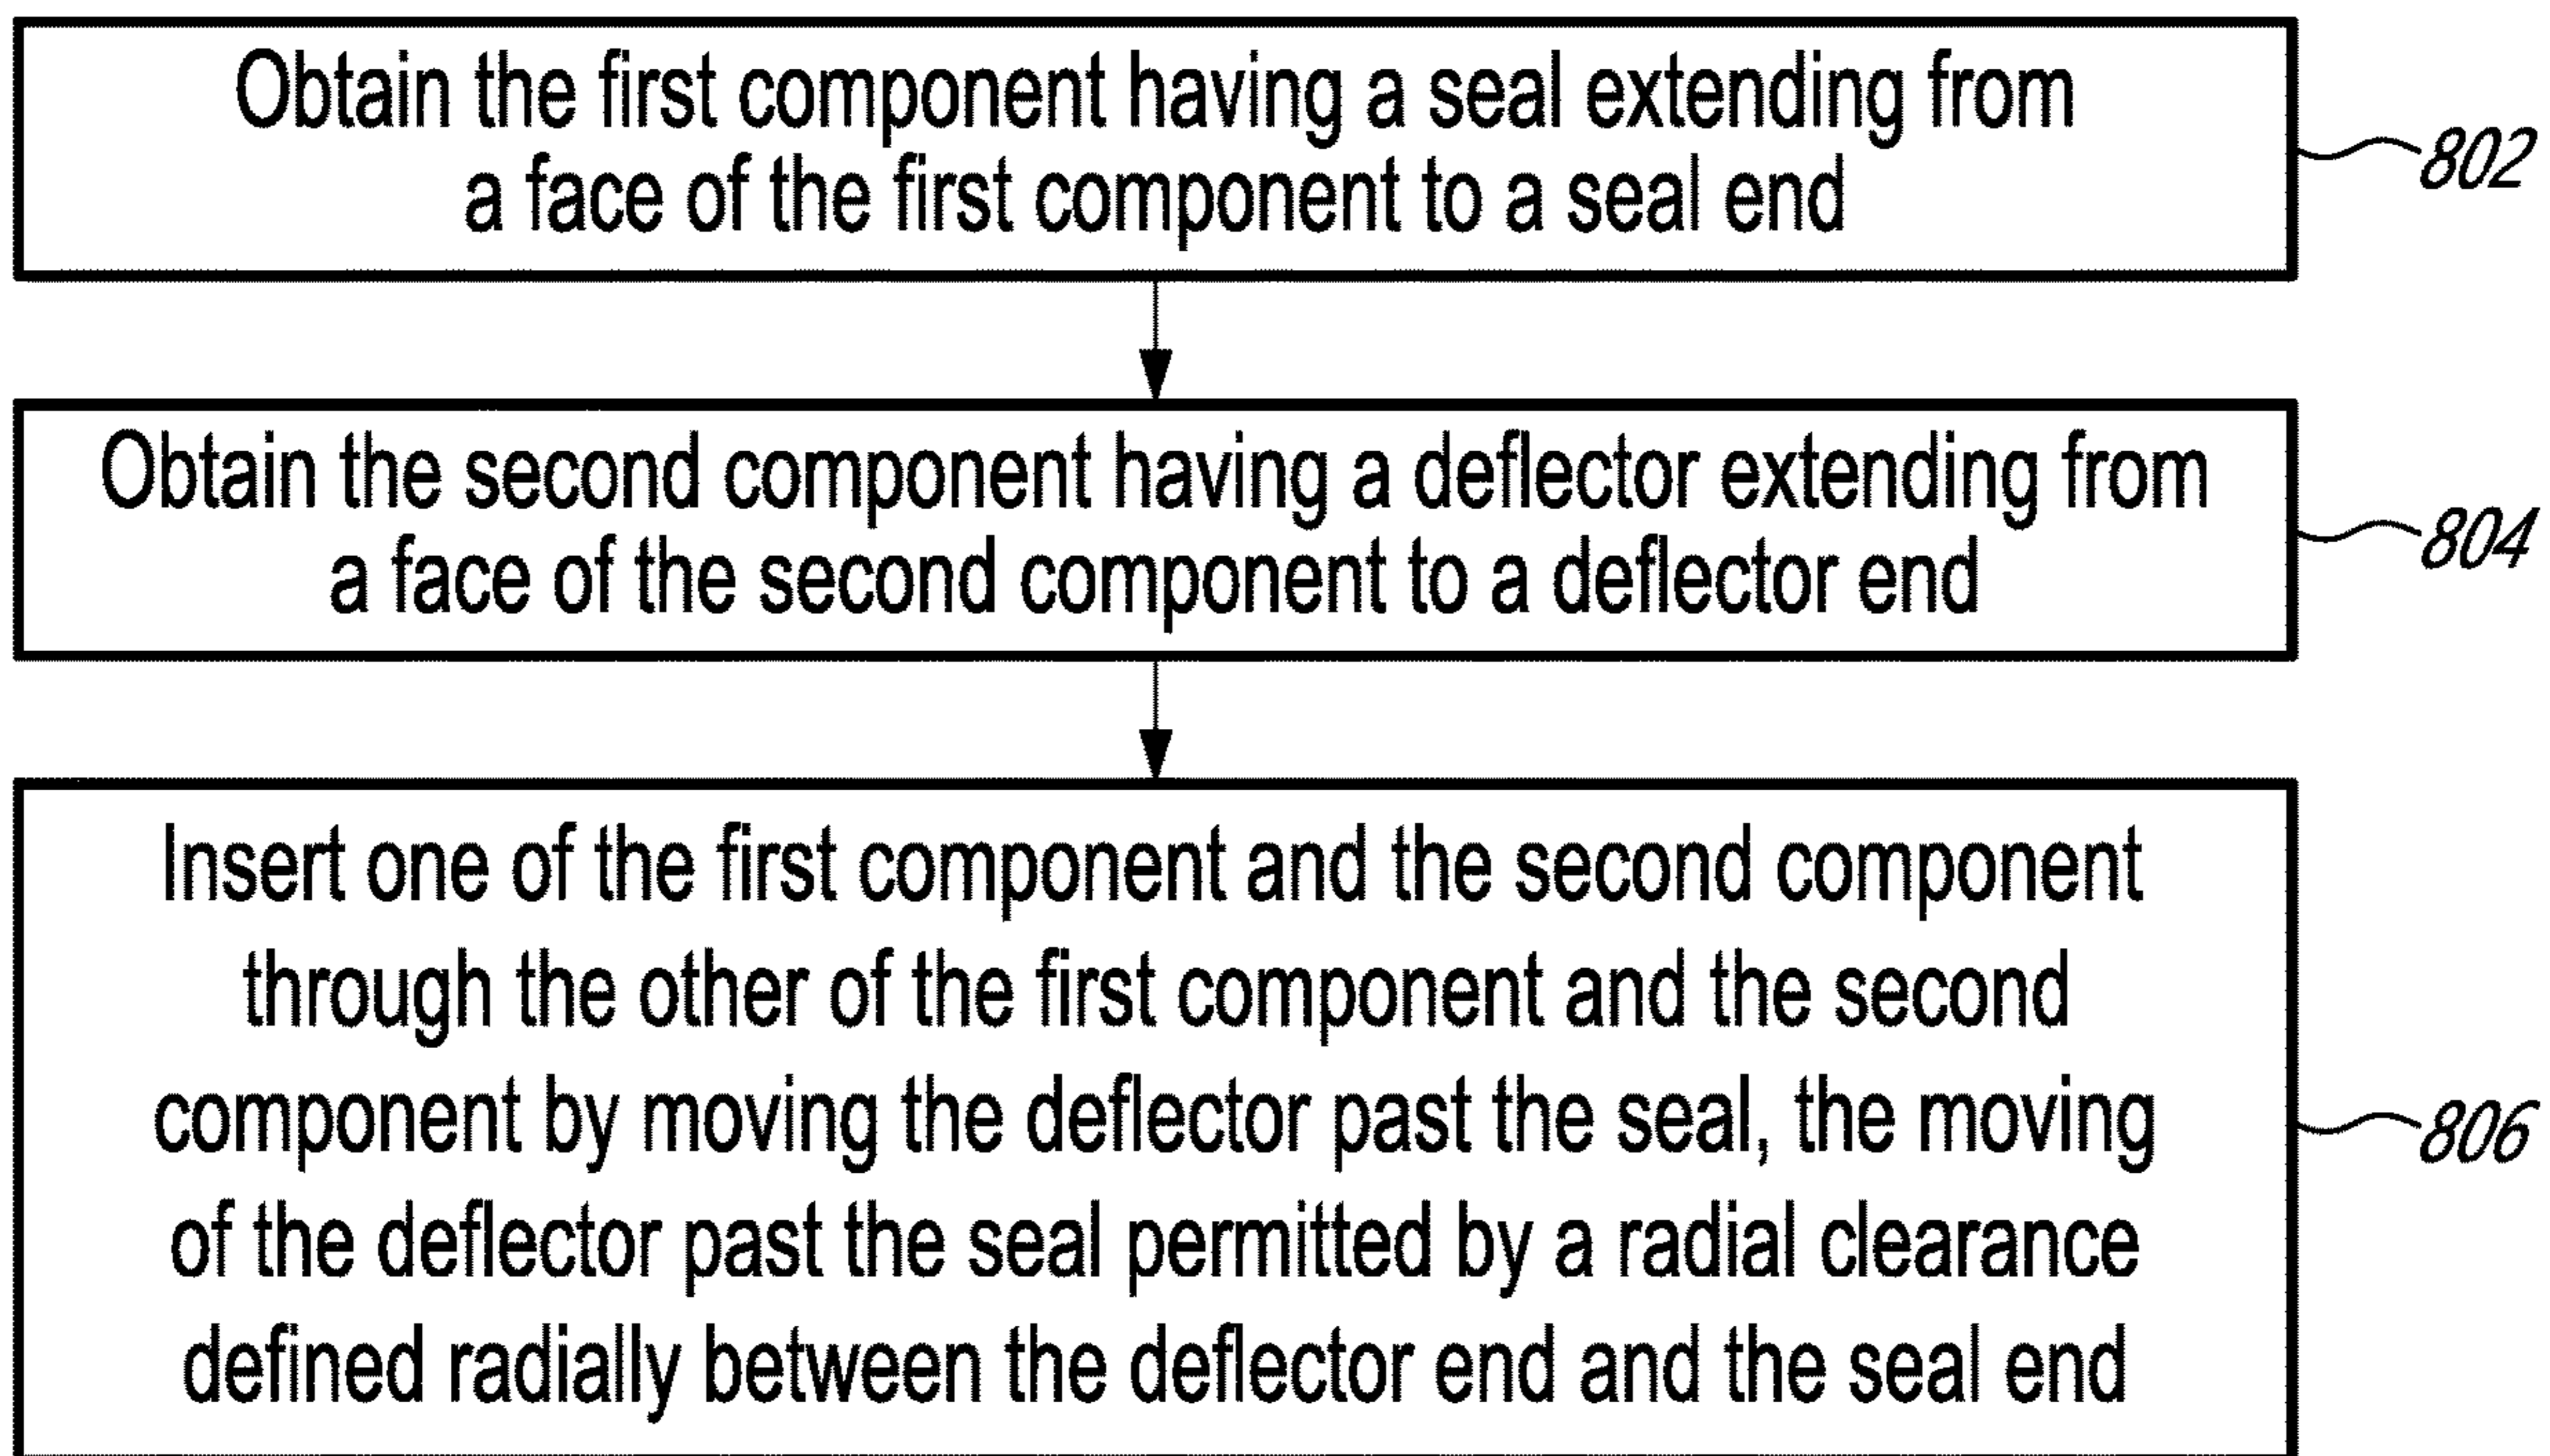 Obtain the first component having a seal extending from
a face of the first component to a seal end
802
Obtain the second component having a deflector extending from
a face of the second component to a deflector end
804
Insert one of the first component and the second component
through the other of the first component and the second
component by moving the deflector past the seal, the moving
of the deflector past the seal permitted by a radial clearance
defined radially between the deflector end and the seal end
806